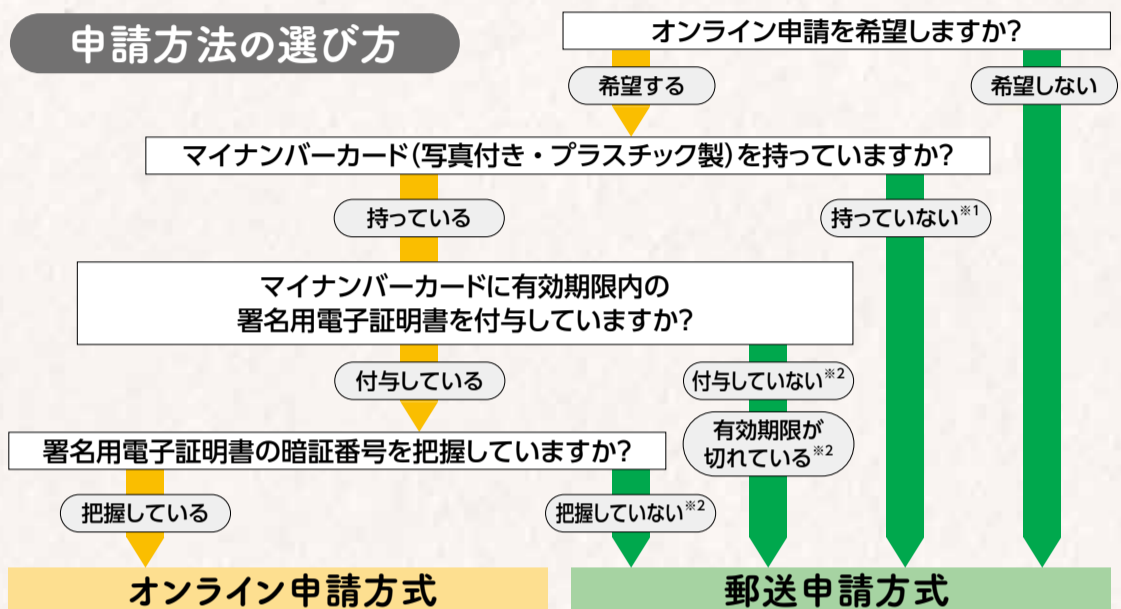 申請方法の選び方
オンライン申請を希望しますか?
希望する
希望しない
マイナンバーカード(写真付き・プラスチック製)を持っていますか?
持っている
持っていない※1
マイナンバーカードに有効期限内の
署名用電子証明書を付与していますか?
付与している
付与していない※2
有効期限が
切れている※2
署名用電子証明書の暗証番号を把握していますか?
把握している
把握していない※2
オンライン申請方式
郵送申請方式